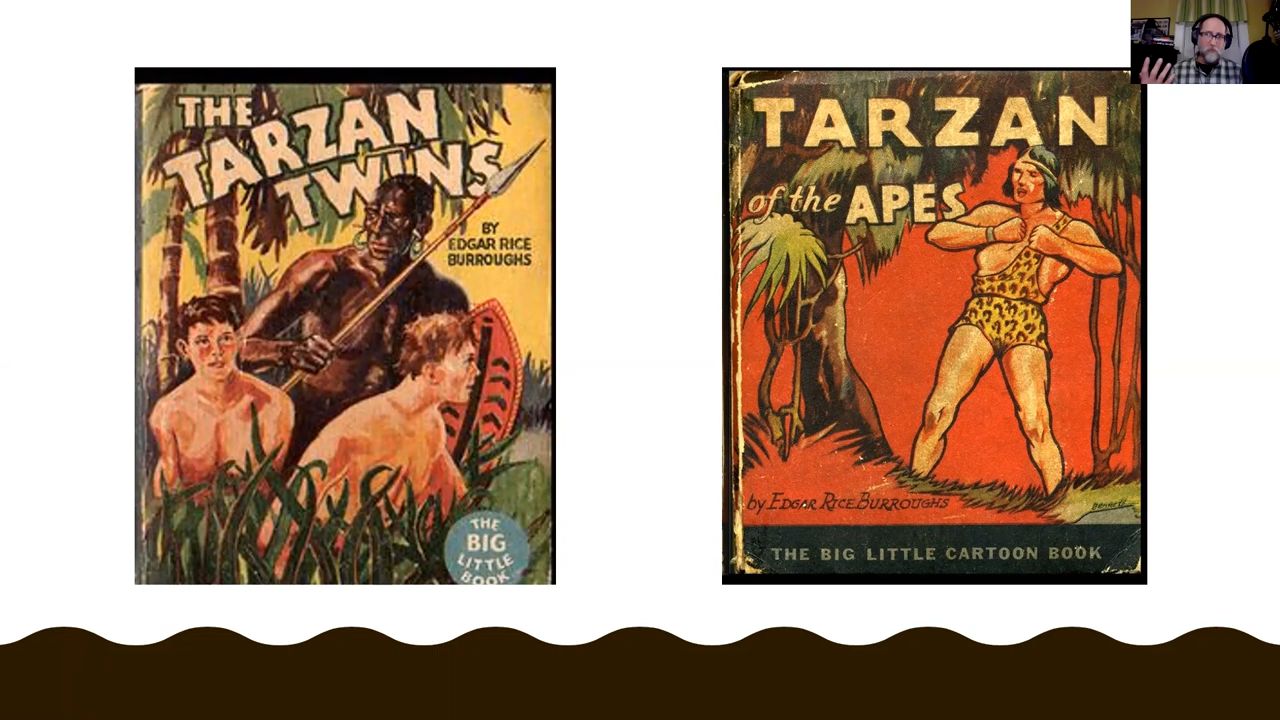 THE
TARZAN
TWINS
BY
EDGAR RICE
BURROUGHS
THE
BIG
LITTLE
BOOK
TARZAN
of the APES
by EDGAR RICE BURROUGHS
THE BIG LITTLE CARTOON BOOK